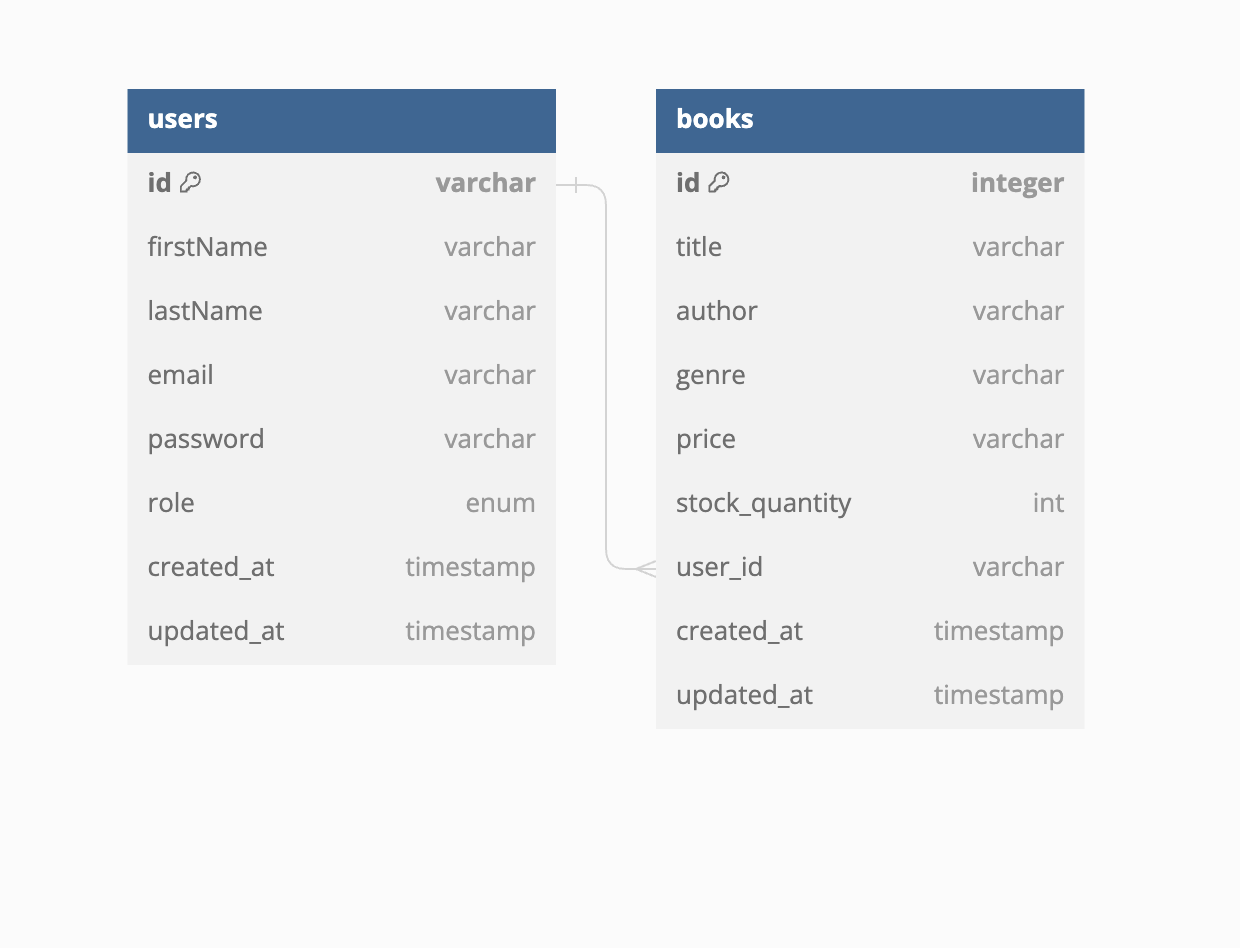 users
id varchar
firstName varchar
lastName varchar
email varchar
password varchar
role enum
created_at timestamp
updated_at timestamp
books
id integer
title varchar
author varchar
genre varchar
price varchar
stock_quantity int
user_id varchar
created_at timestamp
updated_at timestamp